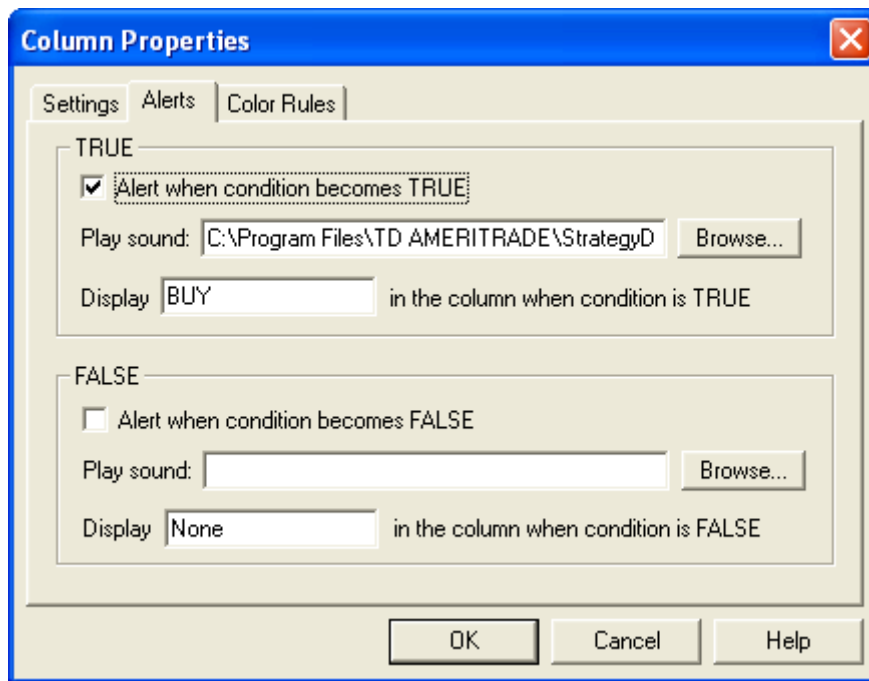 Column Properties
Settings Alerts Color Rules
TRUE
Alert when condition becomes TRUE
Play sound: C:\Program Files\TD AMERITRADE\StrategyD Browse...
Display BUY in the column when condition is TRUE
FALSE
Alert when condition becomes FALSE
Play sound: Browse...
Display None in the column when condition is FALSE
OK Cancel Help